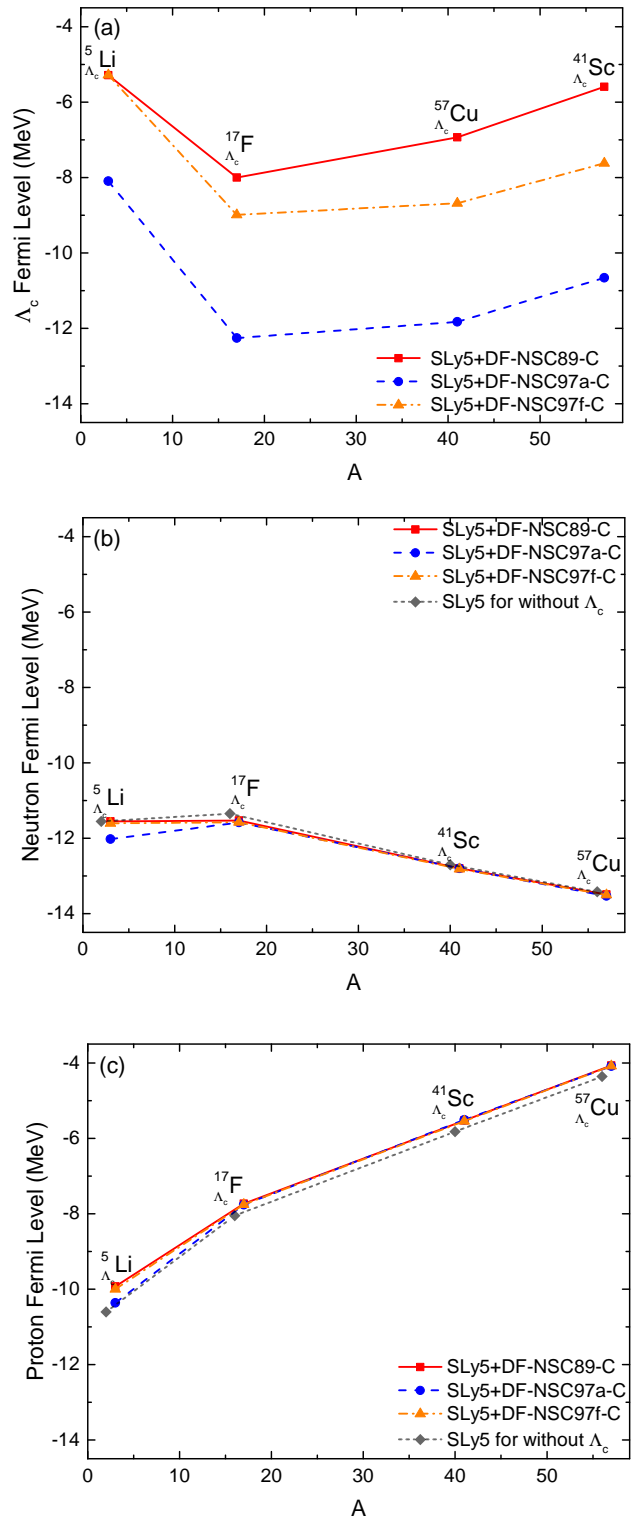 (a)
-4
-6
-8
-10
-12
-14
Λc Fermi Level (MeV)
5
Λc
Li
17
Λc
F
57
Λc
Cu
41
Λc
Sc
SLy5+DF-NSC89-C
SLy5+DF-NSC97a-C
SLy5+DF-NSC97f-C
0 10 20 30 40 50
A
(b)
-4
-6
-8
-10
-12
-14
Neutron Fermi Level (MeV)
SLy5+DF-NSC89-C
SLy5+DF-NSC97a-C
SLy5+DF-NSC97f-C
SLy5 for without Λc
5
Λc
Li
17
Λc
F
41
Λc
Sc
57
Λc
Cu
0 10 20 30 40 50
A
(c)
-4
-6
-8
-10
-12
-14
Proton Fermi Level (MeV)
5
Λ
Li
17
Λc
F
41
Λc
Sc
57
Λc
Cu
SLy5+DF-NSC89-C
SLy5+DF-NSC97a-C
SLy5+DF-NSC97f-C
SLy5 for without Λc
0 10 20 30 40 50
A